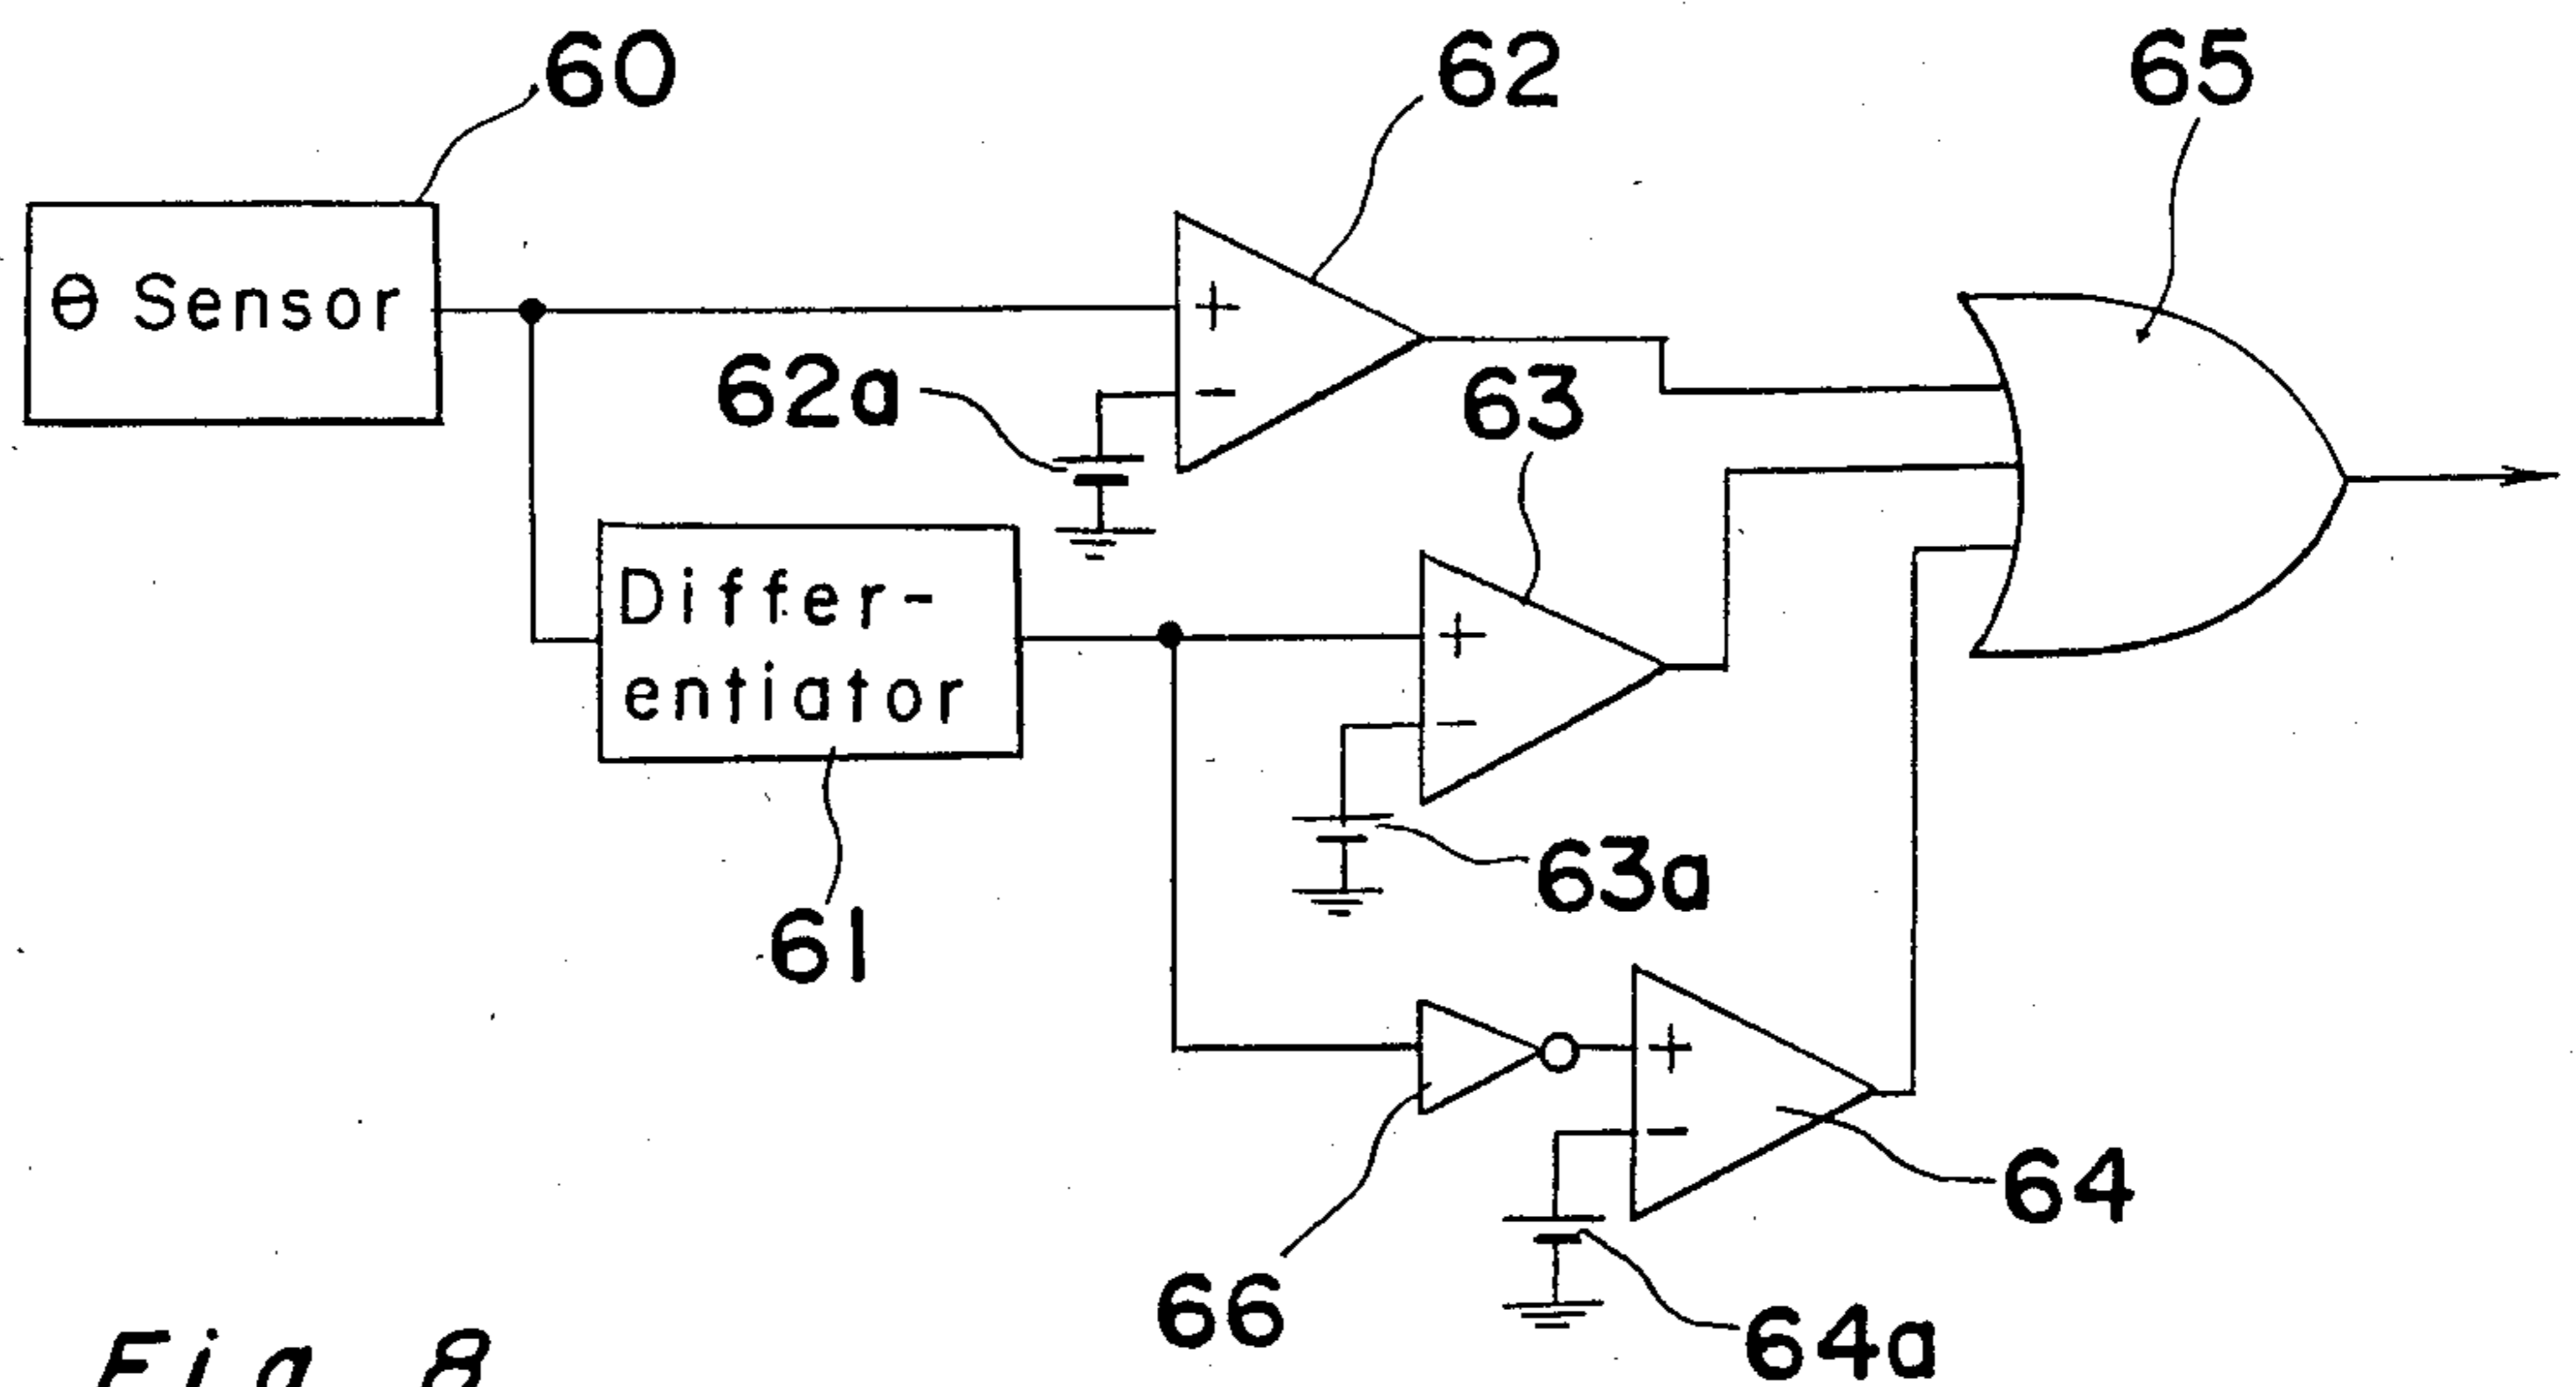 60
62
65
θ Sensor
+
62a
-
63
Differ-
entiator
+
-
63a
61
+
-
64
66
64a
Fig 8